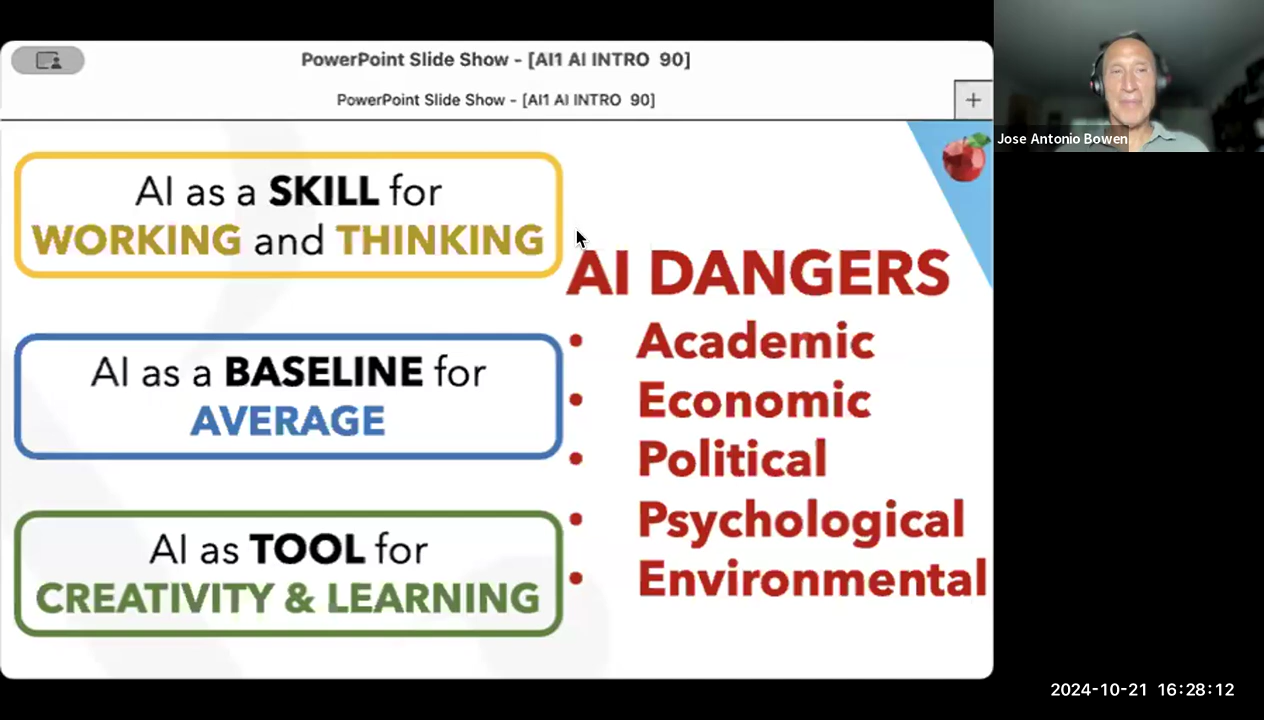 PowerPoint Slide Show - [AI1 AI INTRO 90]
PowerPoint Slide Show - [AI1 AI INTRO 90]
Jose Antonio Bowen
AI as a SKILL for
WORKING and THINKING
AI as a BASELINE for
AVERAGE
AI as TOOL for
CREATIVITY & LEARNING
AI DANGERS
• Academic
• Economic
• Political
• Psychological
• Environmental
2024-10-21 16:28:12